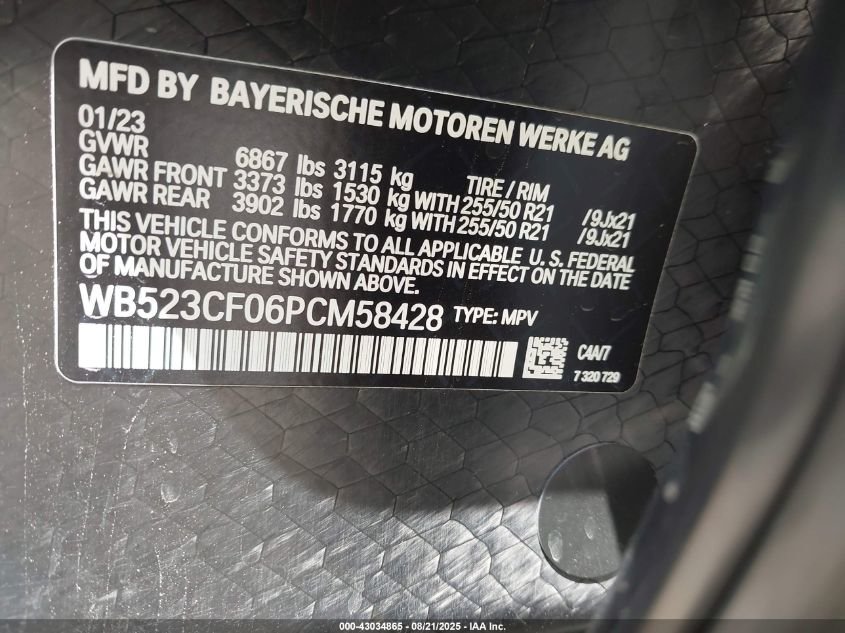 MFD BY BAYERISCHE MOTOREN WERKE AG
01/23
GVWR 6867 lbs 3115 kg TIRE / RIM
GAWR FRONT 3373 lbs 1530 kg WITH 255/50 R21 /9Jx21
GAWR REAR 3902 lbs 1770 kg WITH 255/50 R21 /9Jx21
THIS VEHICLE CONFORMS TO ALL APPLICABLE U. S. FEDERAL
MOTOR VEHICLE SAFETY STANDARDS IN EFFECT ON THE DATE
OF MANUFACTURE SHOWN ABOVE.
WB523CF06PCM58428 TYPE: MPV
C4A/7
7 320 729
000-43034865 - 08/21/2025 - IAA Inc.